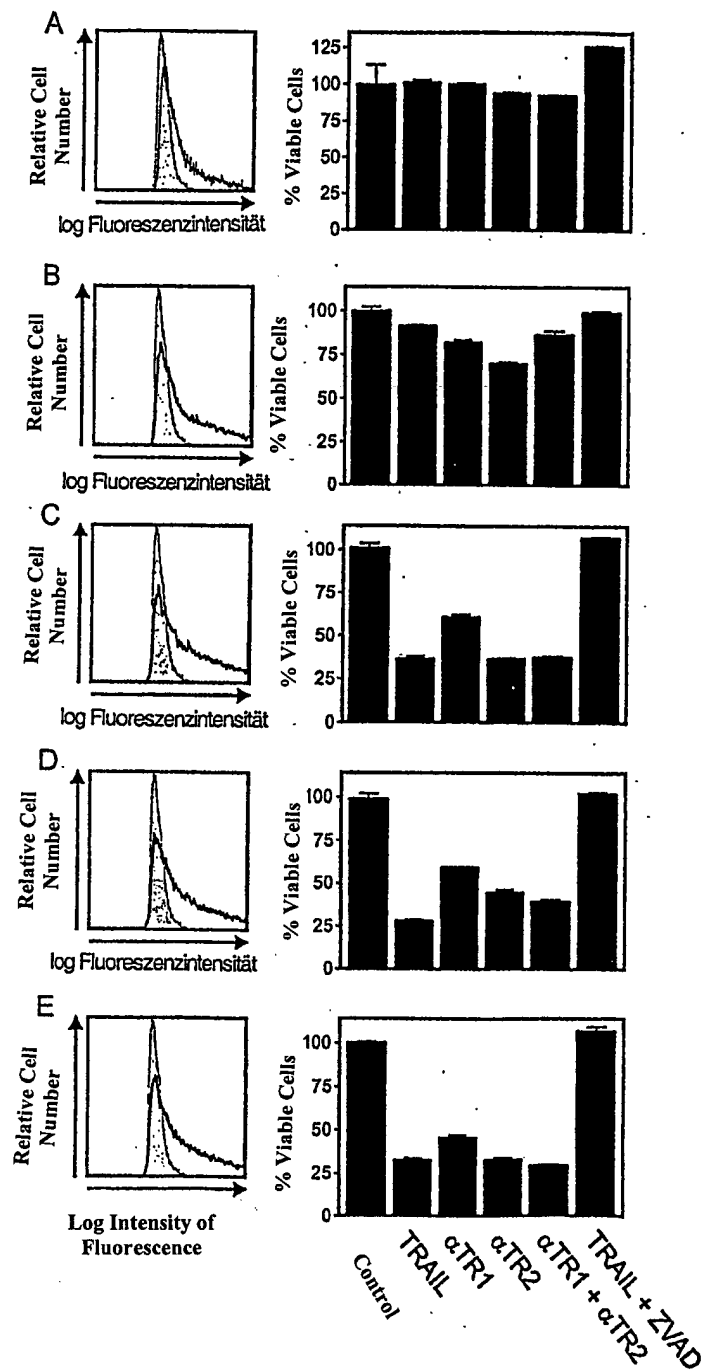 A
Relative Cell
Number
log Fluoreszenzintensität
% Viable Cells
125
100
75
50
25
0
B
Relative Cell
Number
log Fluoreszenzintensität
% Viable Cells
100
75
50
25
0
C
Relative Cell
Number
log Fluoreszenzintensität
% Viable Cells
100
75
50
25
0
D
Relative Cell
Number
log Fluoreszenzintensität
% Viable Cells
100
75
50
25
0
E
Relative Cell
Number
Log Intensity of
Fluorescence
% Viable Cells
100
75
50
25
0
Control
TRAIL
αTR1
αTR2
αTR1 + αTR2
TRAIL + ZVAD